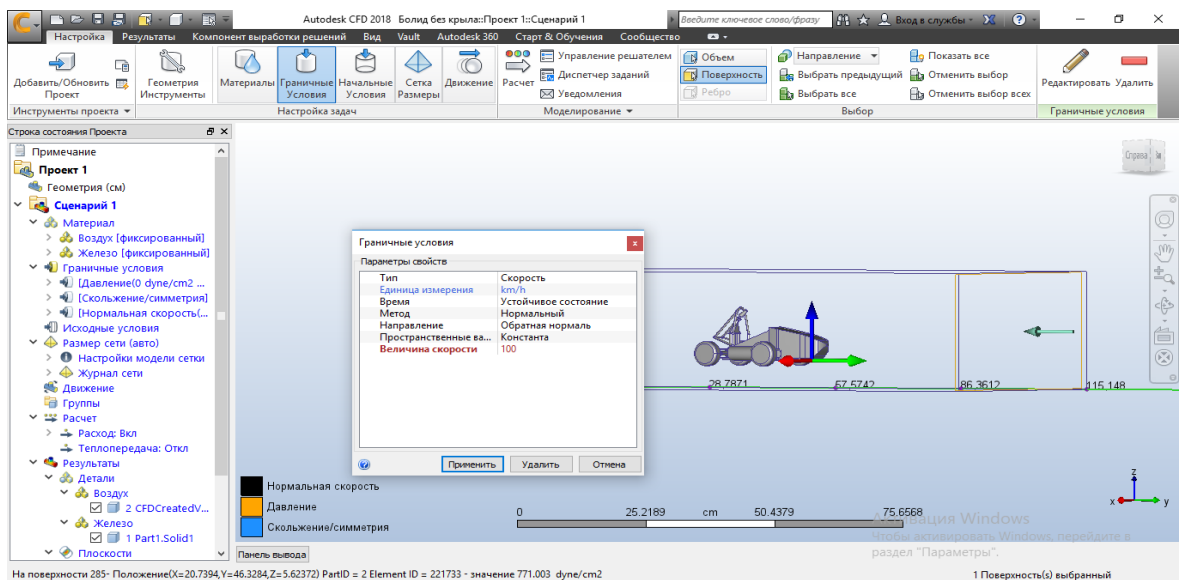 Autodesk CFD 2018 Болид без крыла::Проект 1::Сценарий 1
Введите ключевое слово/фразу
Вход в службы
Настройка Результаты Компонент выработки решений Вид Vault Autodesk 360 Старт & Обучения Сообщество
Добавить/Обновить Проект
Геометрия Инструменты
Материалы
Граничные Условия
Начальные Условия
Сетка Размеры
Движение
Расчет
Управление решателем
Диспетчер заданий
Уведомления
Объем
Поверхность
Ребро
Направление
Выбрать предыдущий
Выбрать все
Показать все
Отменить выбор
Отменить выбор всех
Редактировать Удалить
Инструменты проекта
Настройка задач
Моделирование
Выбор
Граничные условия
Строка состояния Проекта
Примечание
Проект 1
Геометрия (см)
Сценарий 1
Материал
Воздух [фиксированный]
Железо [фиксированный]
Граничные условия
[Давление(0 dyne/cm2 ...
[Скольжение/симметрия]
[Нормальная скорость(...
Исходные условия
Размер сети (авто)
Настройки модели сетки
Журнал сети
Движение
Группы
Расчет
Расход: Вкл
Теплопередача: Откл
Результаты
Детали
Воздух
2 CFDCreatedV...
Железо
1 Part1.Solid1
Плоскости
Граничные условия
Параметры свойств
Тип Скорость
Единица измерения km/h
Время Устойчивое состояние
Метод Нормальный
Направление Обратная нормаль
Пространственные ва... Константа
Величина скорости 100
Применить Удалить Отмена
Справа
28,7871 57,5742 86,3612 115,148
Нормальная скорость
Давление
Скольжение/симметрия
0 25.2189 cm 50.4379 75.6568
z
x y
Активация Windows
Чтобы активировать Windows, перейдите в
раздел "Параметры".
Панель вывода
На поверхности 285- Положение(X=20.7394,Y=46.3284,Z=5.62372) PartID = 2 Element ID = 221733 - значение 771.003 dyne/cm2
1 Поверхность(s) выбранный